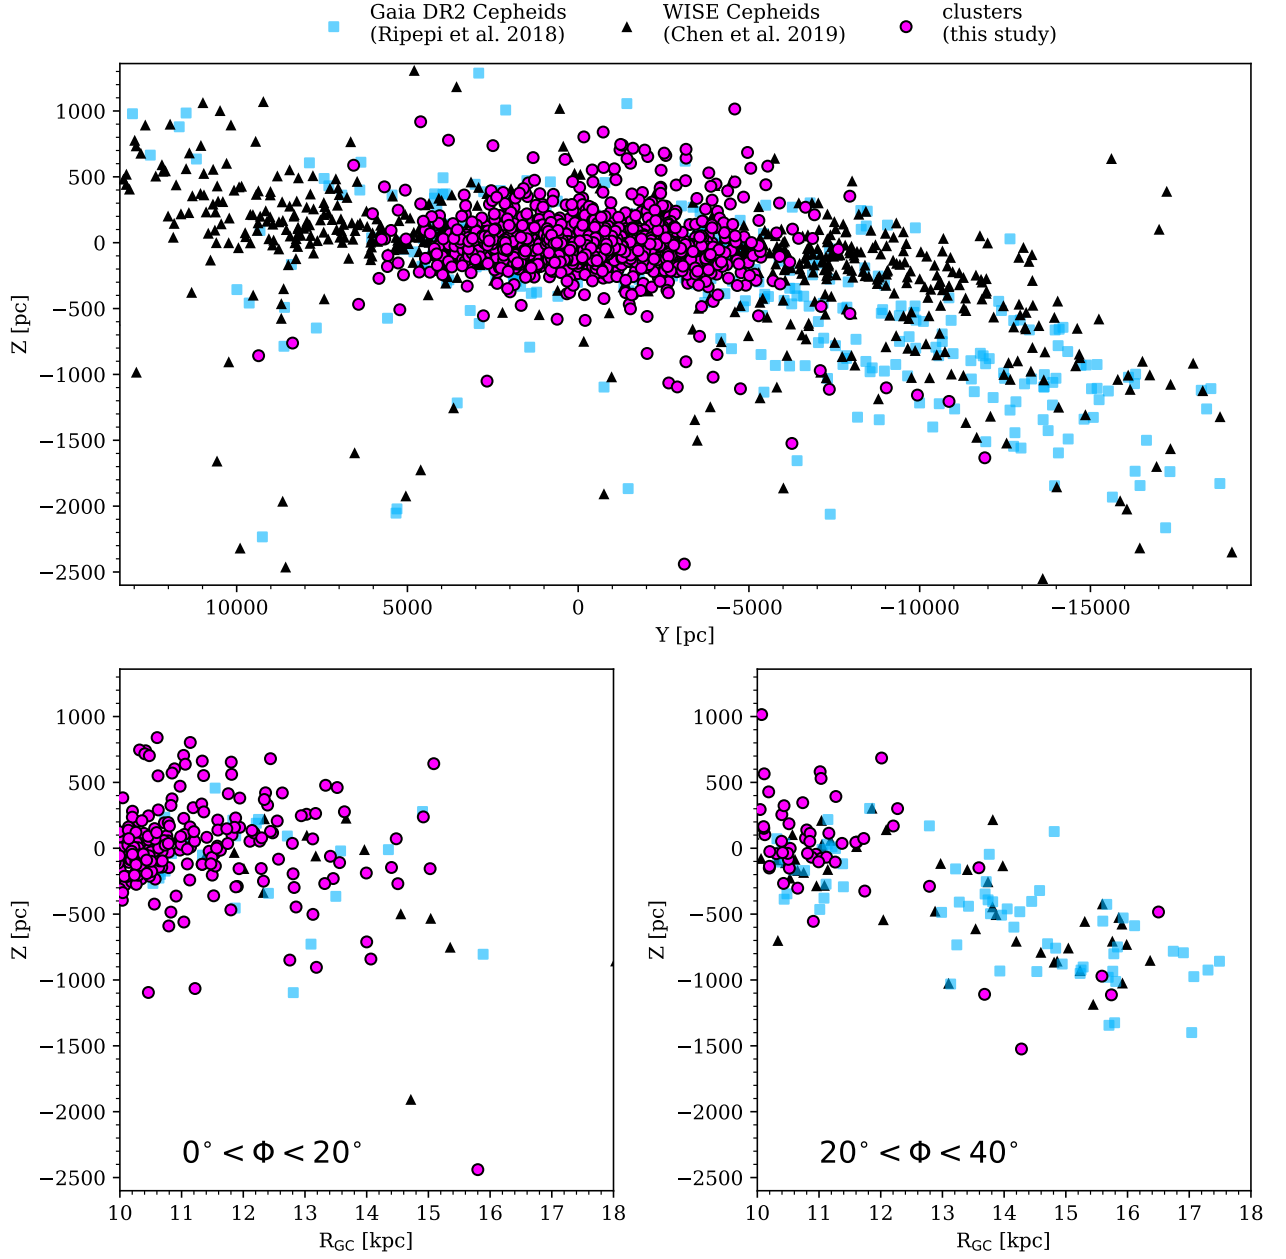 Gaia DR2 Cepheids
(Ripepi et al. 2018)
WISE Cepheids
(Chen et al. 2019)
clusters
(this study)
1000
500
0
−500
−1000
−1500
−2000
−2500
Z [pc]
10000 5000 0 −5000 −10000 −15000
Y [pc]
1000
500
0
−500
−1000
−1500
−2000
−2500
Z [pc]
0° < Φ < 20°
10 11 12 13 14 15 16 17 18
R_GC [kpc]
1000
500
0
−500
−1000
−1500
−2000
−2500
Z [pc]
20° < Φ < 40°
10 11 12 13 14 15 16 17 18
R_GC [kpc]